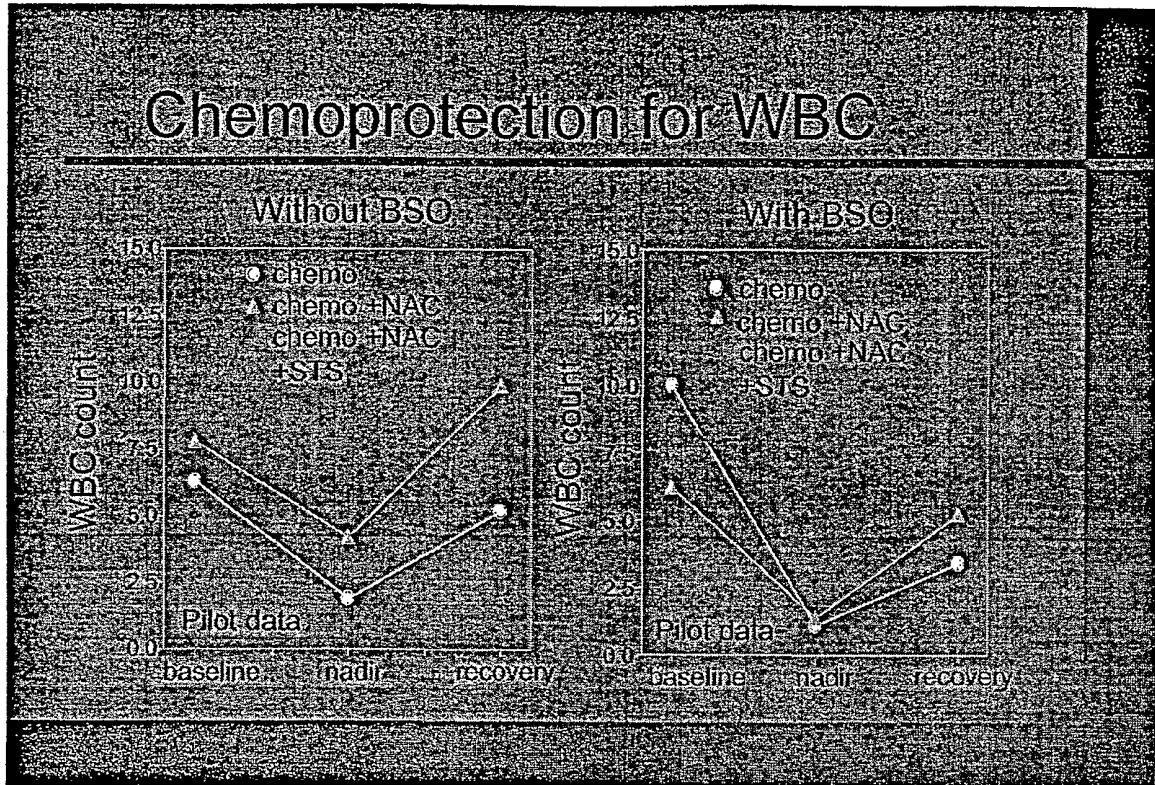 Chemoprotection for WBC
Without BSO
15.0
12.5
10.0
7.5
5.0
2.5
0.0
WBC count
chemo
chemo +NAC
chemo +NAC
+STS
Pilot data
baseline
nadir
recovery
With BSO
15.0
12.5
10.0
7.5
5.0
2.5
0.0
WBC count
chemo
chemo +NAC
chemo +NAC
+STS
Pilot data
baseline
nadir
recovery